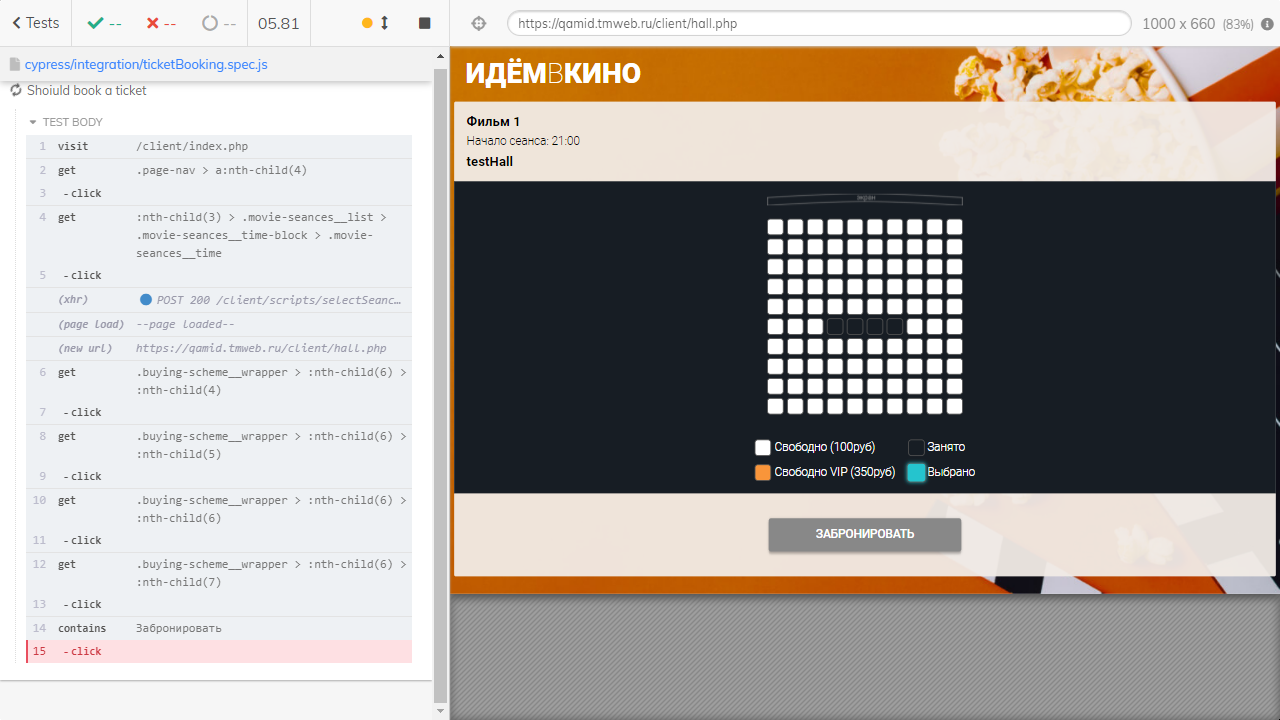 Tests
--
--
--
05.81
https://qamid.tmweb.ru/client/hall.php
1000 x 660 (83%)
cypress/integration/ticketBooking.spec.js
Shoiuld book a ticket
TEST BODY
1 visit /client/index.php
2 get .page-nav > a:nth-child(4)
3 -click
4 get :nth-child(3) > .movie-seances__list >
.movie-seances__time-block > .movie-
seances__time
5 -click
(xhr) POST 200 /client/scripts/selectSeanc…
(page load) --page loaded--
(new url) https://qamid.tmweb.ru/client/hall.php
6 get .buying-scheme__wrapper > :nth-child(6) >
:nth-child(4)
7 -click
8 get .buying-scheme__wrapper > :nth-child(6) >
:nth-child(5)
9 -click
10 get .buying-scheme__wrapper > :nth-child(6) >
:nth-child(6)
11 -click
12 get .buying-scheme__wrapper > :nth-child(6) >
:nth-child(7)
13 -click
14 contains Забронировать
15 -click
ИДЁМВКИНО
Фильм 1
Начало сеанса: 21:00
testHall
экран
Свободно (100руб) Занято
Свободно VIP (350руб) Выбрано
ЗАБРОНИРОВАТЬ